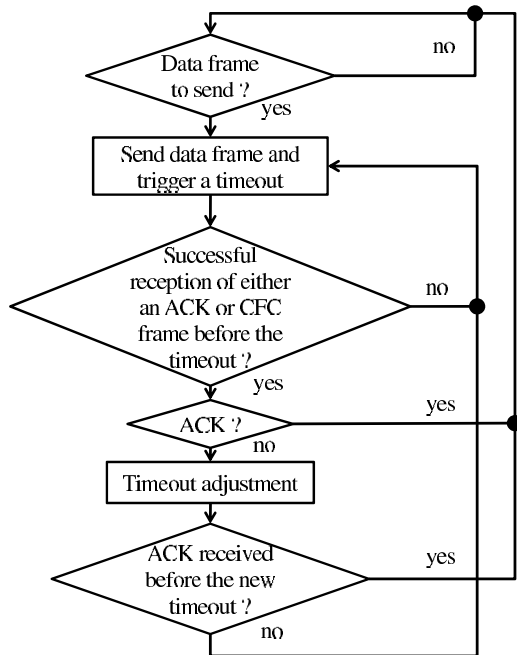 Data frame
to send ?
no
yes
Send data frame and
trigger a timeout
Successful
reception of either
an ACK or CFC
frame before the
timeout ?
no
yes
ACK ?
yes
no
Timeout adjustment
ACK received
before the new
timeout ?
yes
no